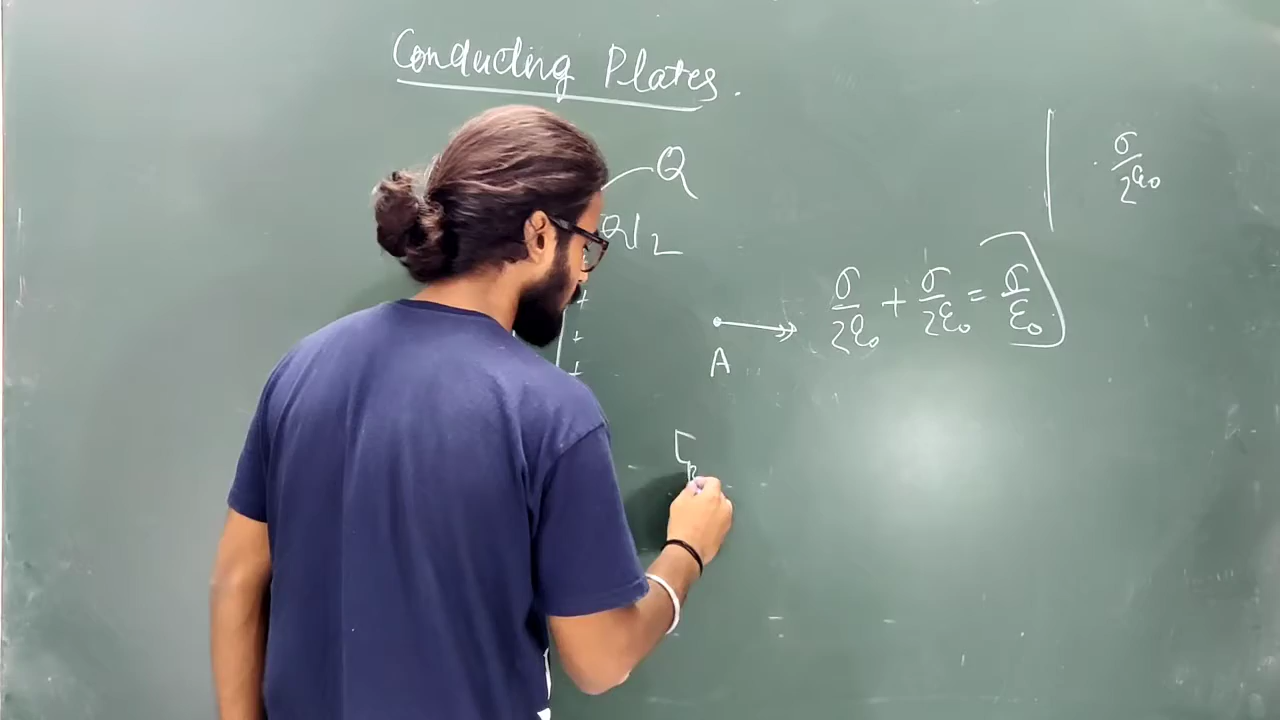 Conducting Plates.
Q
Q/2
σ/2ε₀
σ/2ε₀ + σ/2ε₀ = σ/ε₀
A
+
+
+